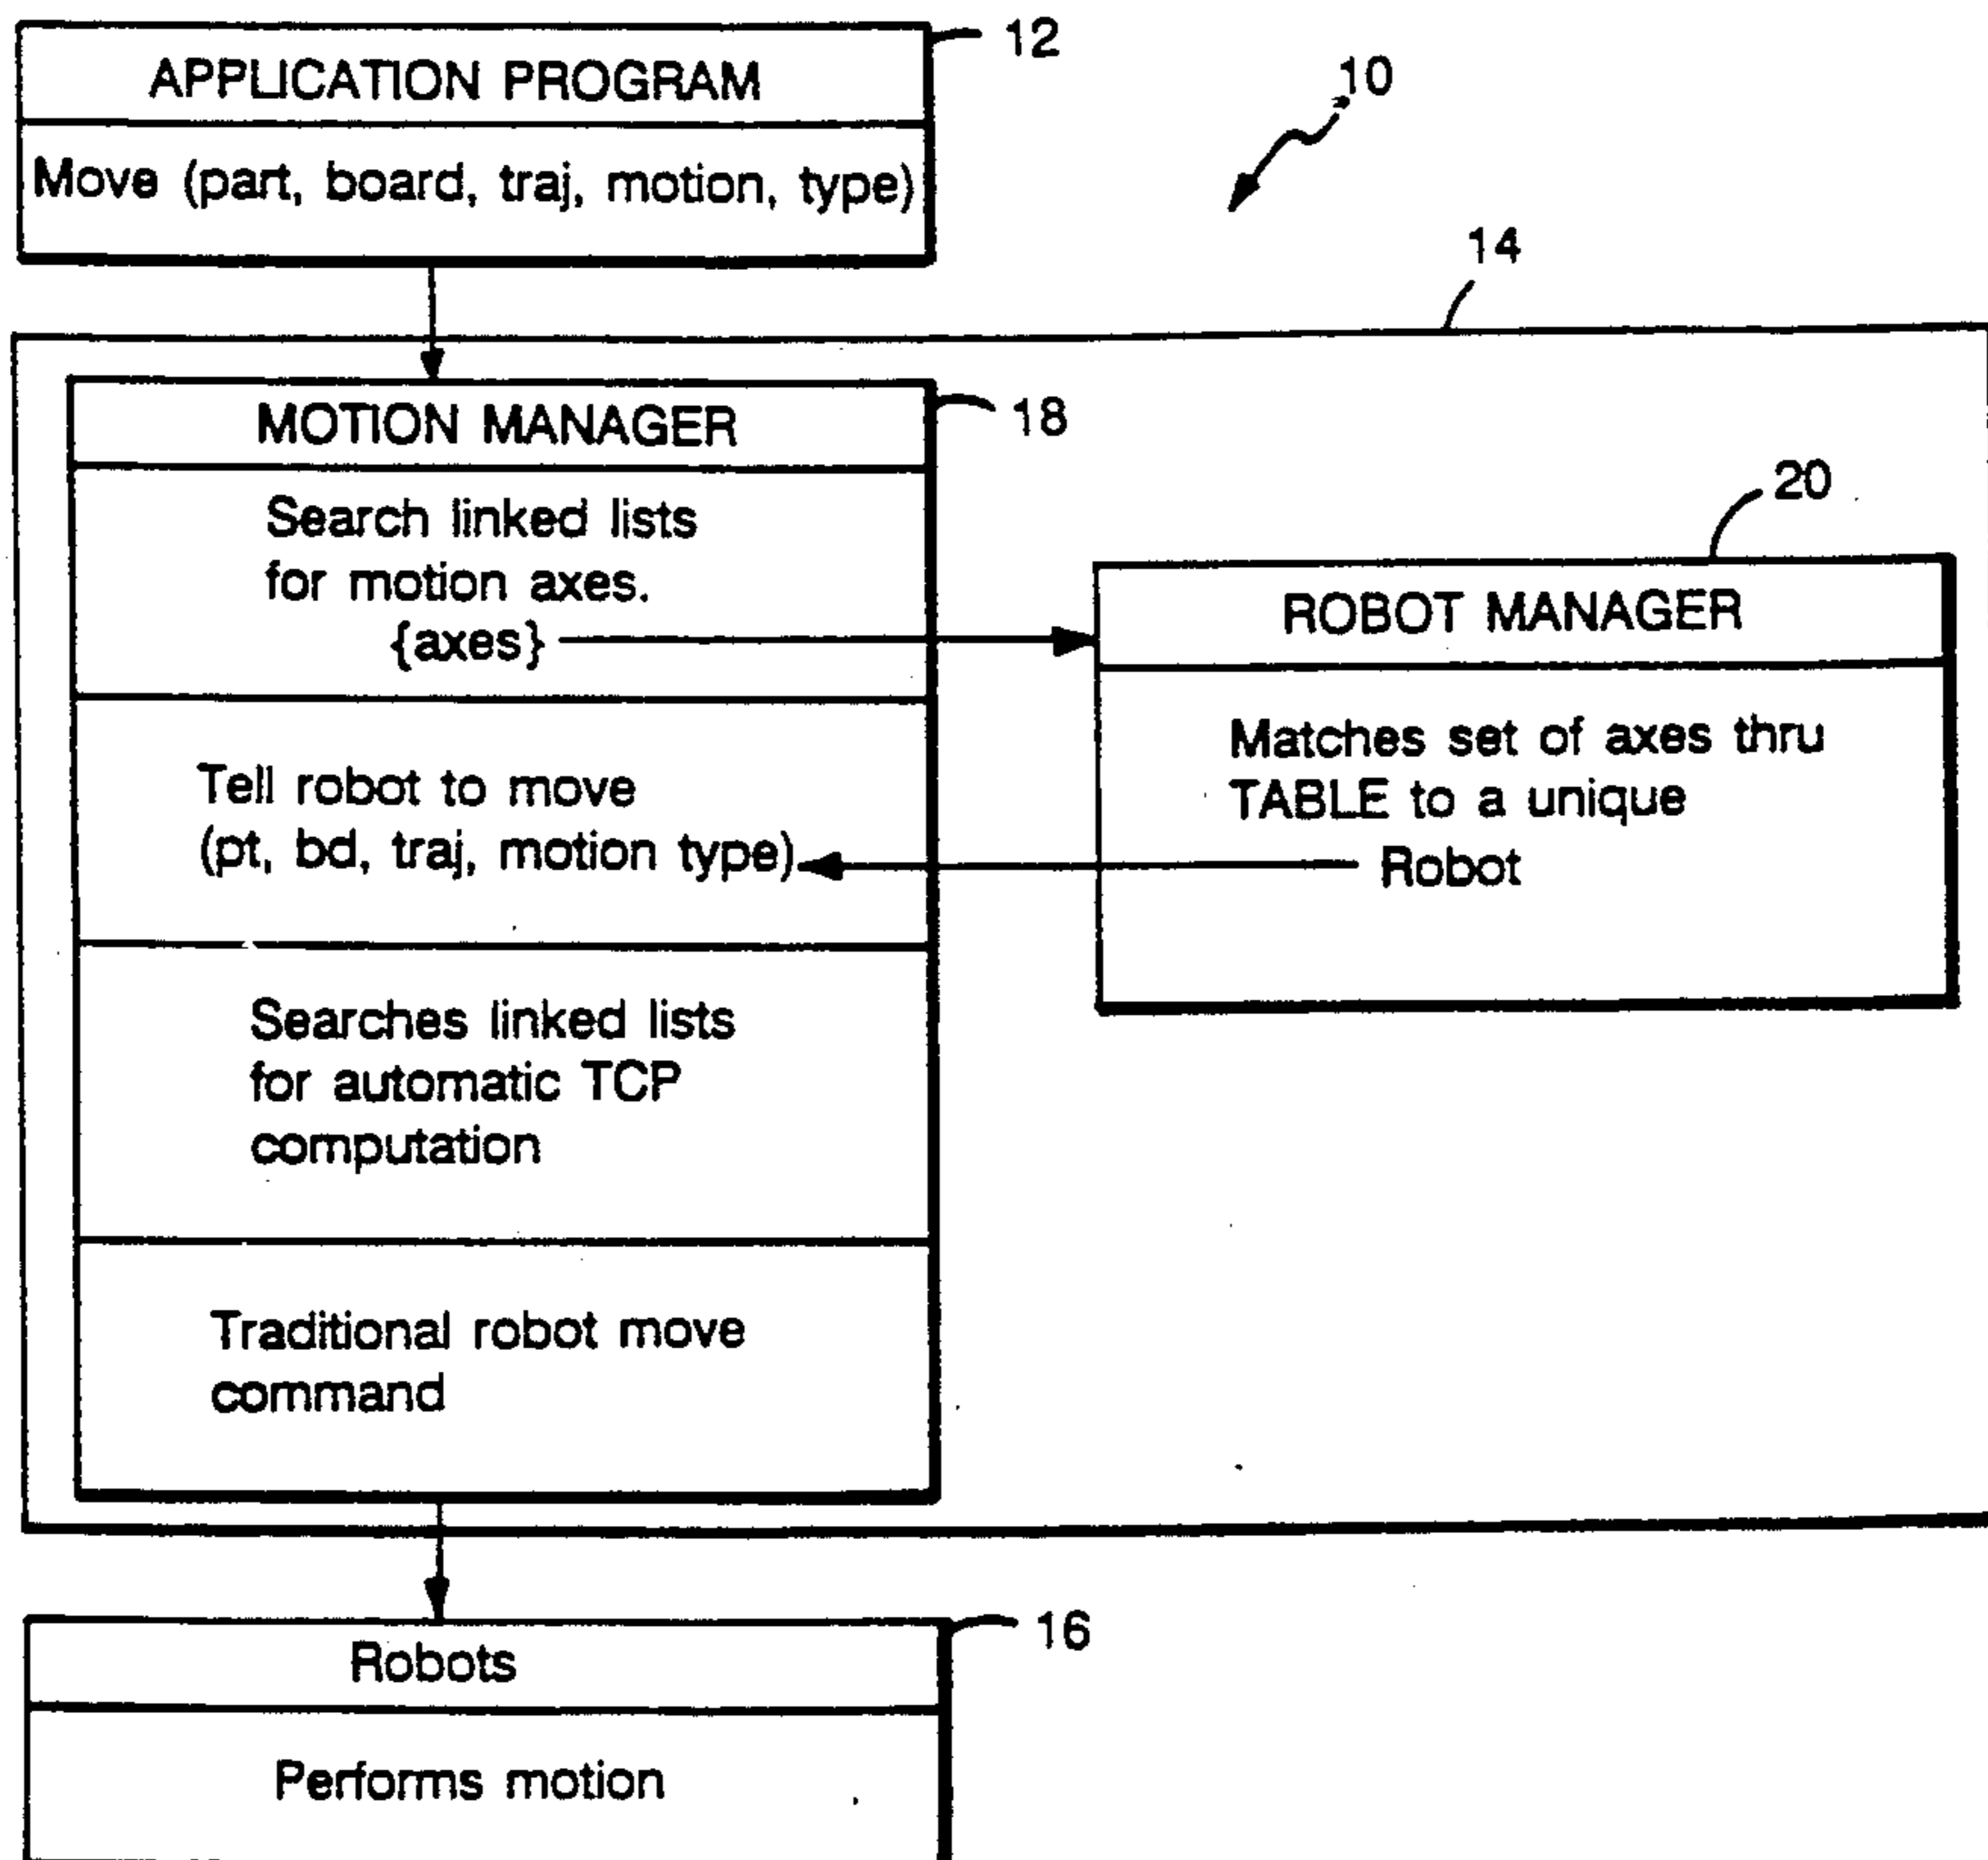 12
APPLICATION PROGRAM
10
Move (part, board, traj, motion, type)
14
MOTION MANAGER
18
Search linked lists
for motion axes.
{axes}
20
ROBOT MANAGER
Matches set of axes thru
TABLE to a unique
Robot
Tell robot to move
(pt, bd, traj, motion type)
Searches linked lists
for automatic TCP
computation
Traditional robot move
command
16
Robots
Performs motion